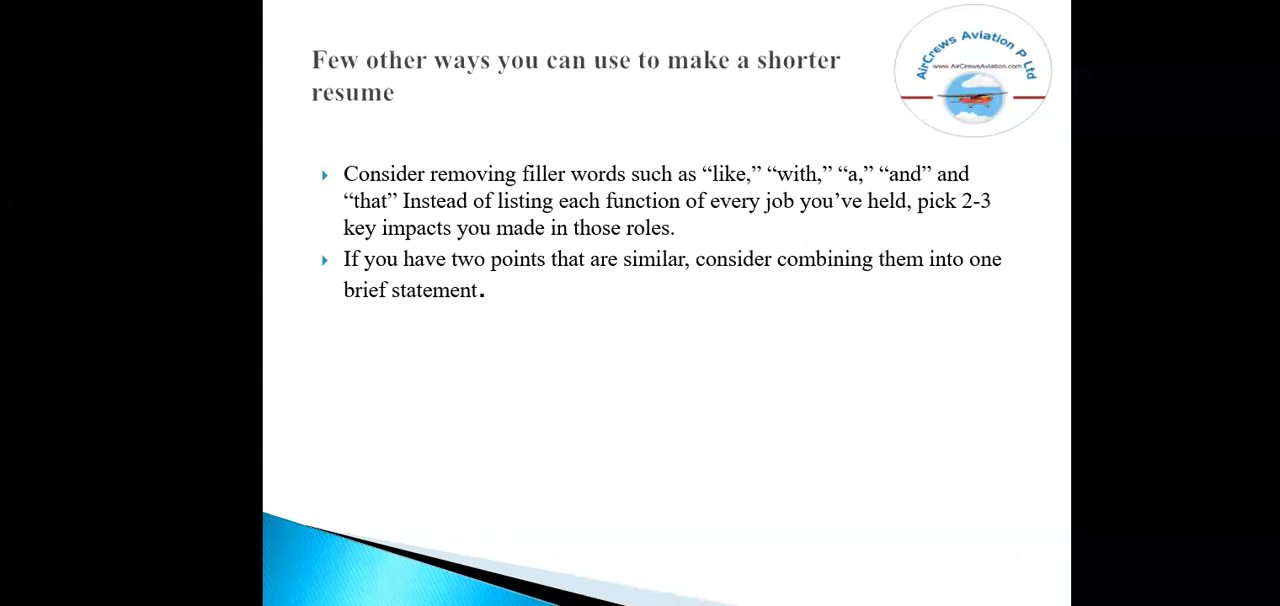 Few other ways you can use to make a shorter
resume
AirCrews Aviation P Ltd
www.AirCrewsAviation.com
Consider removing filler words such as “like,” “with,” “a,” “and” and
“that” Instead of listing each function of every job you’ve held, pick 2-3
key impacts you made in those roles.
If you have two points that are similar, consider combining them into one
brief statement.